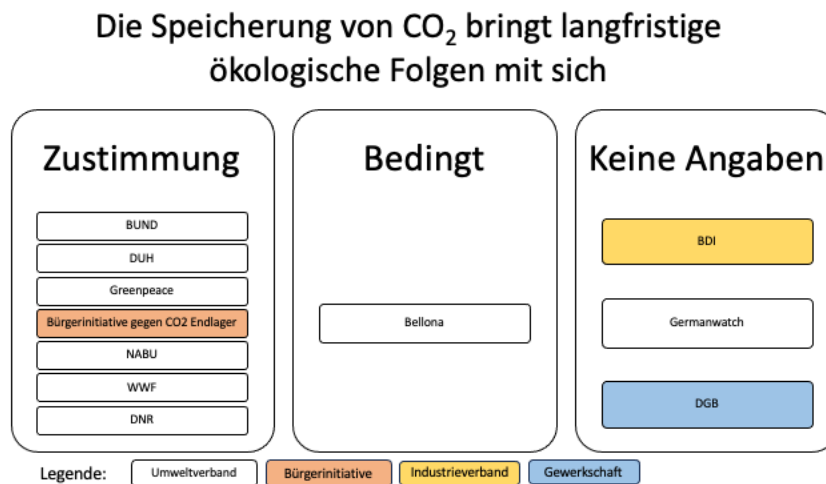 Die Speicherung von CO₂ bringt langfristige
ökologische Folgen mit sich
Zustimmung
BUND
DUH
Greenpeace
Bürgerinitiative gegen CO2 Endlager
NABU
WWF
DNR
Bedingt
Bellona
Keine Angaben
BDI
Germanwatch
DGB
Legende: Umweltverband Bürgerinitiative Industrieverband Gewerkschaft